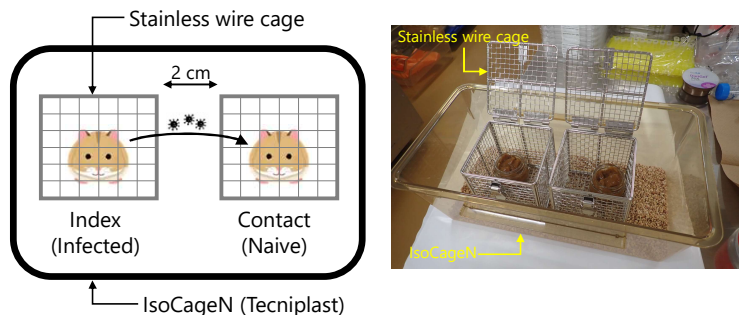 Stainless wire cage
2 cm
Index
(Infected)
Contact
(Naive)
IsoCageN (Tecniplast)
Stainless wire cage
IsoCageN